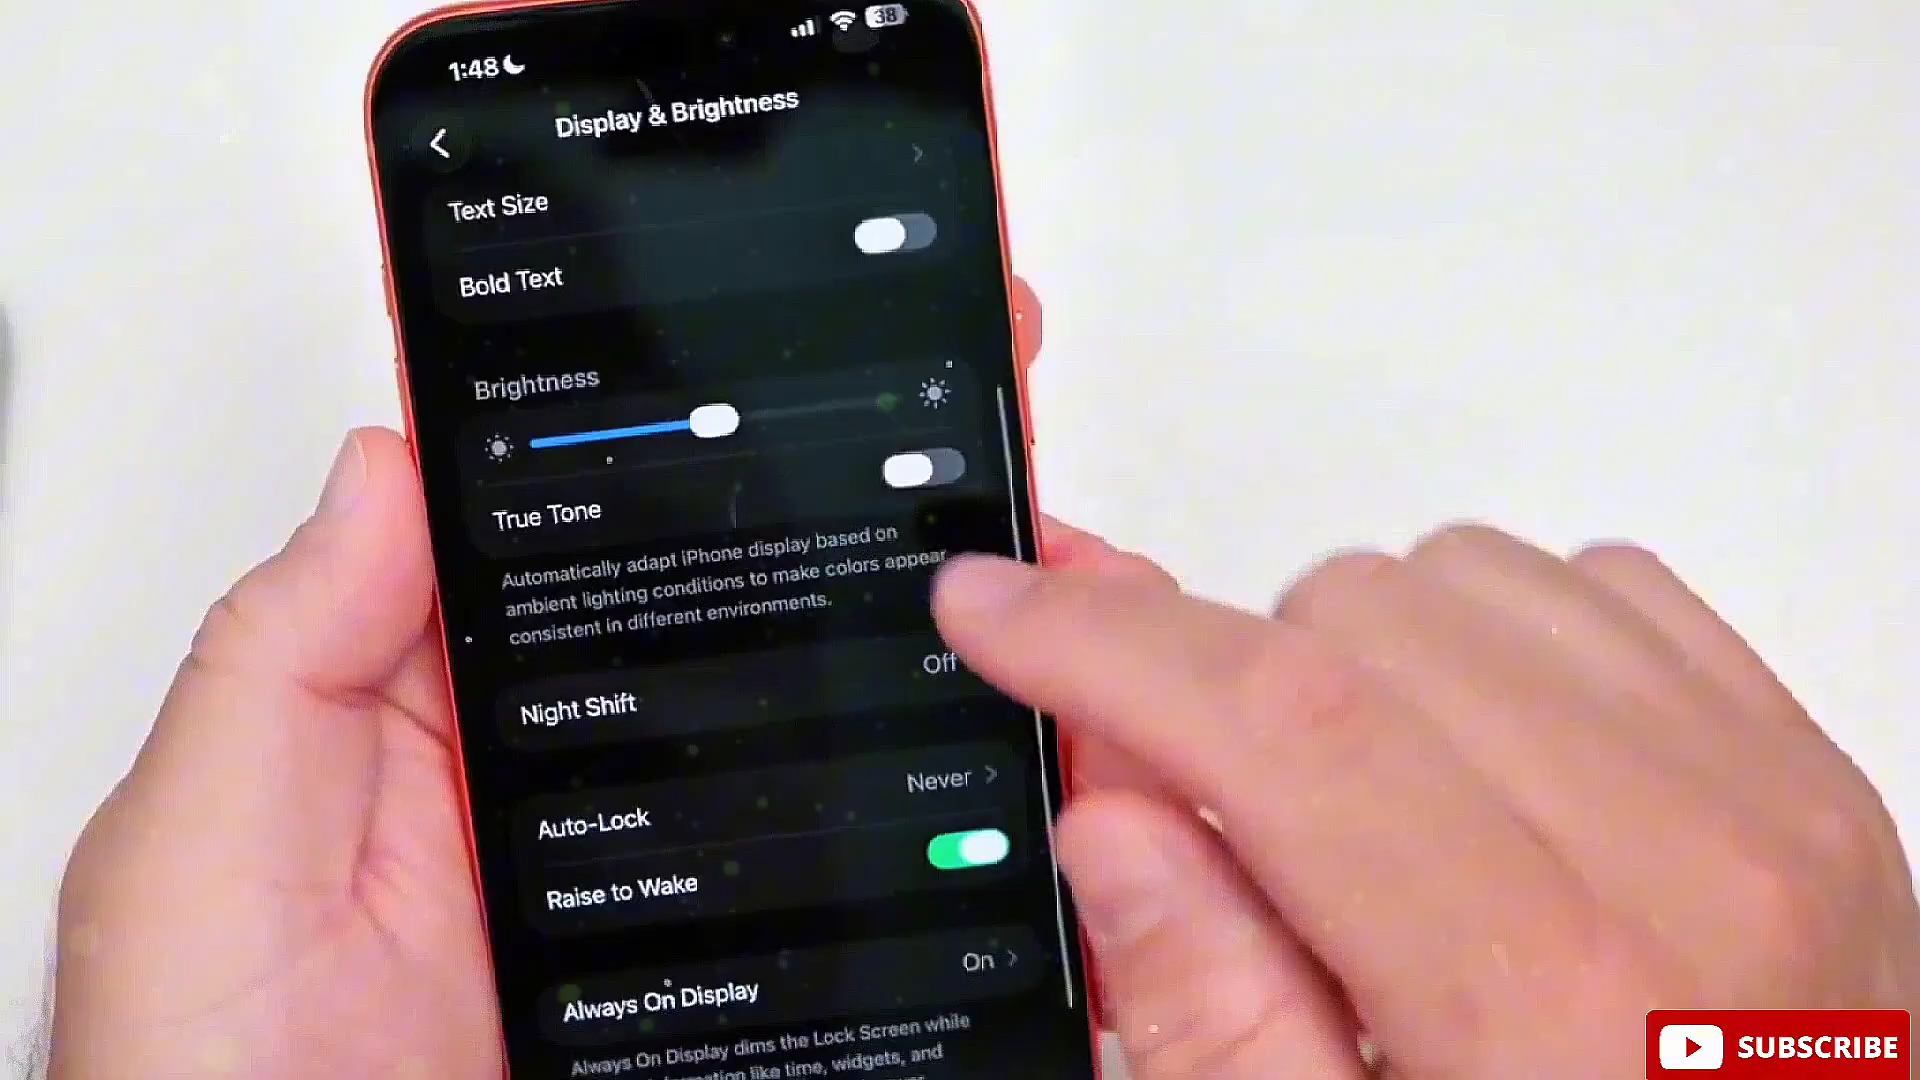 1:48
38
Display & Brightness
Text Size
Bold Text
Brightness
True Tone
Automatically adapt iPhone display based on
ambient lighting conditions to make colors appear
consistent in different environments.
Night Shift Off
Auto-Lock Never
Raise to Wake
Always On Display On
Always On Display dims the Lock Screen while
like time, widgets, and
SUBSCRIBE